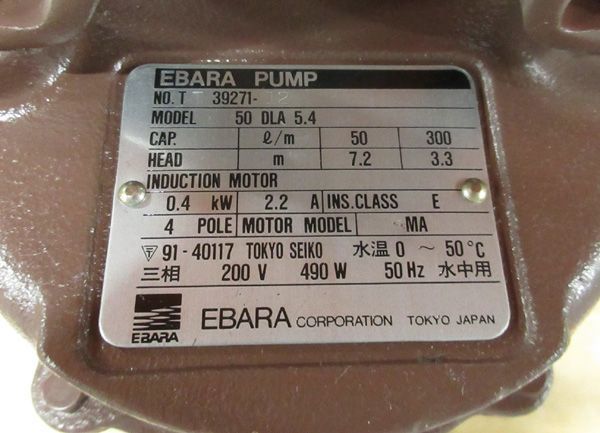 EBARA PUMP
NO. T 39271-
MODEL 50 DLA 5.4
CAP. ℓ/m 50 300
HEAD m 7.2 3.3
INDUCTION MOTOR
0.4 kW 2.2 A INS.CLASS E
4 POLE MOTOR MODEL MA
〒 91-40117 TOKYO SEIKO 水温 0 ～ 50℃
三相 200 V 490 W 50 Hz 水中用
EBARA EBARA CORPORATION TOKYO JAPAN